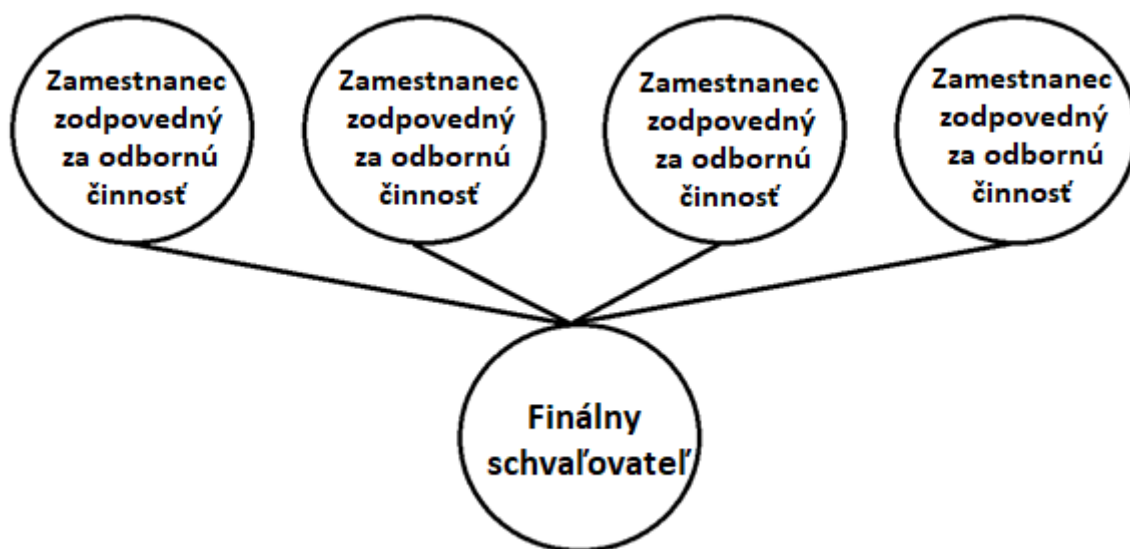 Zamestnanec
zodpovedný
za odbornú
činnosť
Zamestnanec
zodpovedný
za odbornú
činnosť
Zamestnanec
zodpovedný
za odbornú
činnosť
Zamestnanec
zodpovedný
za odbornú
činnosť
Finálny
schvaľovateľ